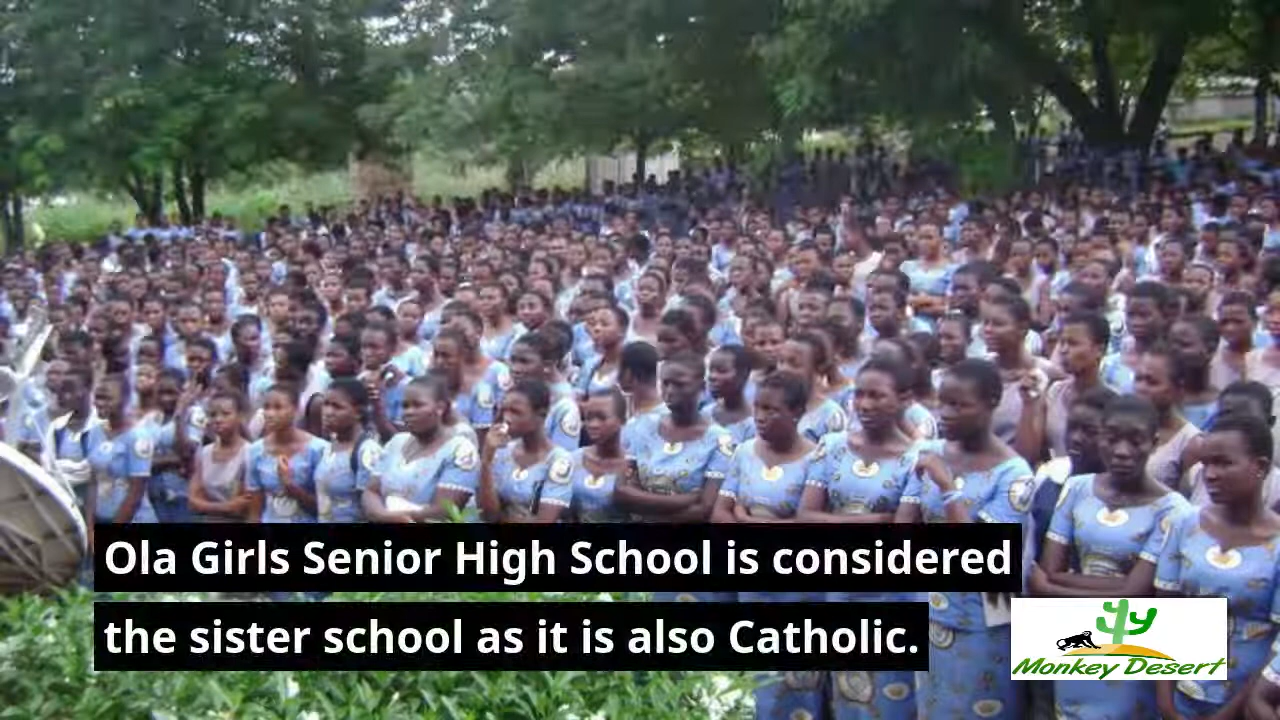 Ola Girls Senior High School is considered
the sister school as it is also Catholic.
Monkey Desert